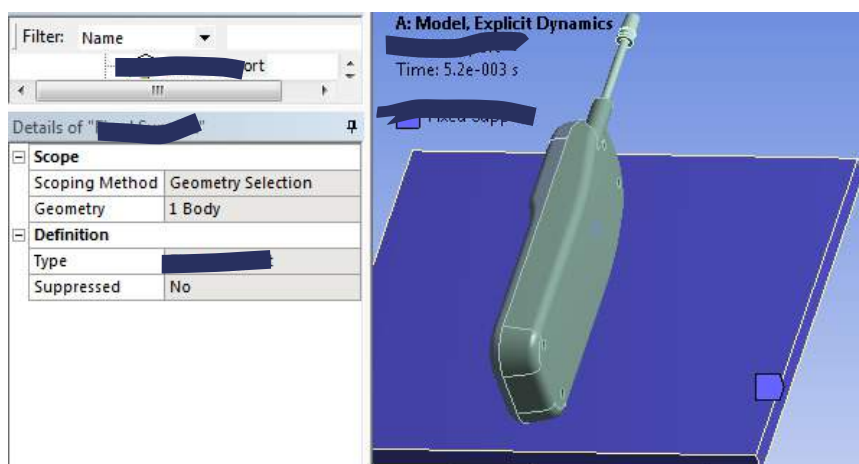 Filter: Name
ort
Details of "
Scope
Scoping Method Geometry Selection
Geometry 1 Body
Definition
Type t
Suppressed No
A: Model, Explicit Dynamics
Time: 5.2e-003 s